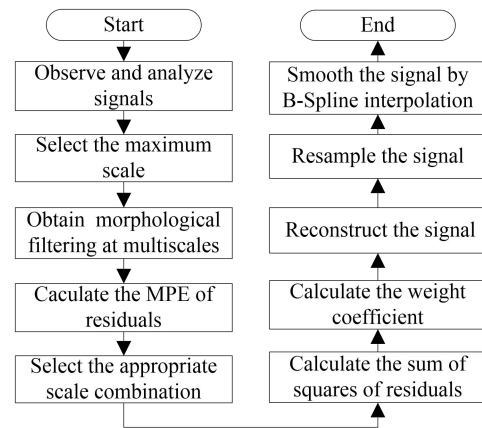 Start
Observe and analyze
signals
Select the maximum
scale
Obtain morphological
filtering at multiscales
Caculate the MPE of
residuals
Select the appropriate
scale combination
Calculate the sum of
squares of residuals
Calculate the weight
coefficient
Reconstruct the signal
Resample the signal
Smooth the signal by
B-Spline interpolation
End